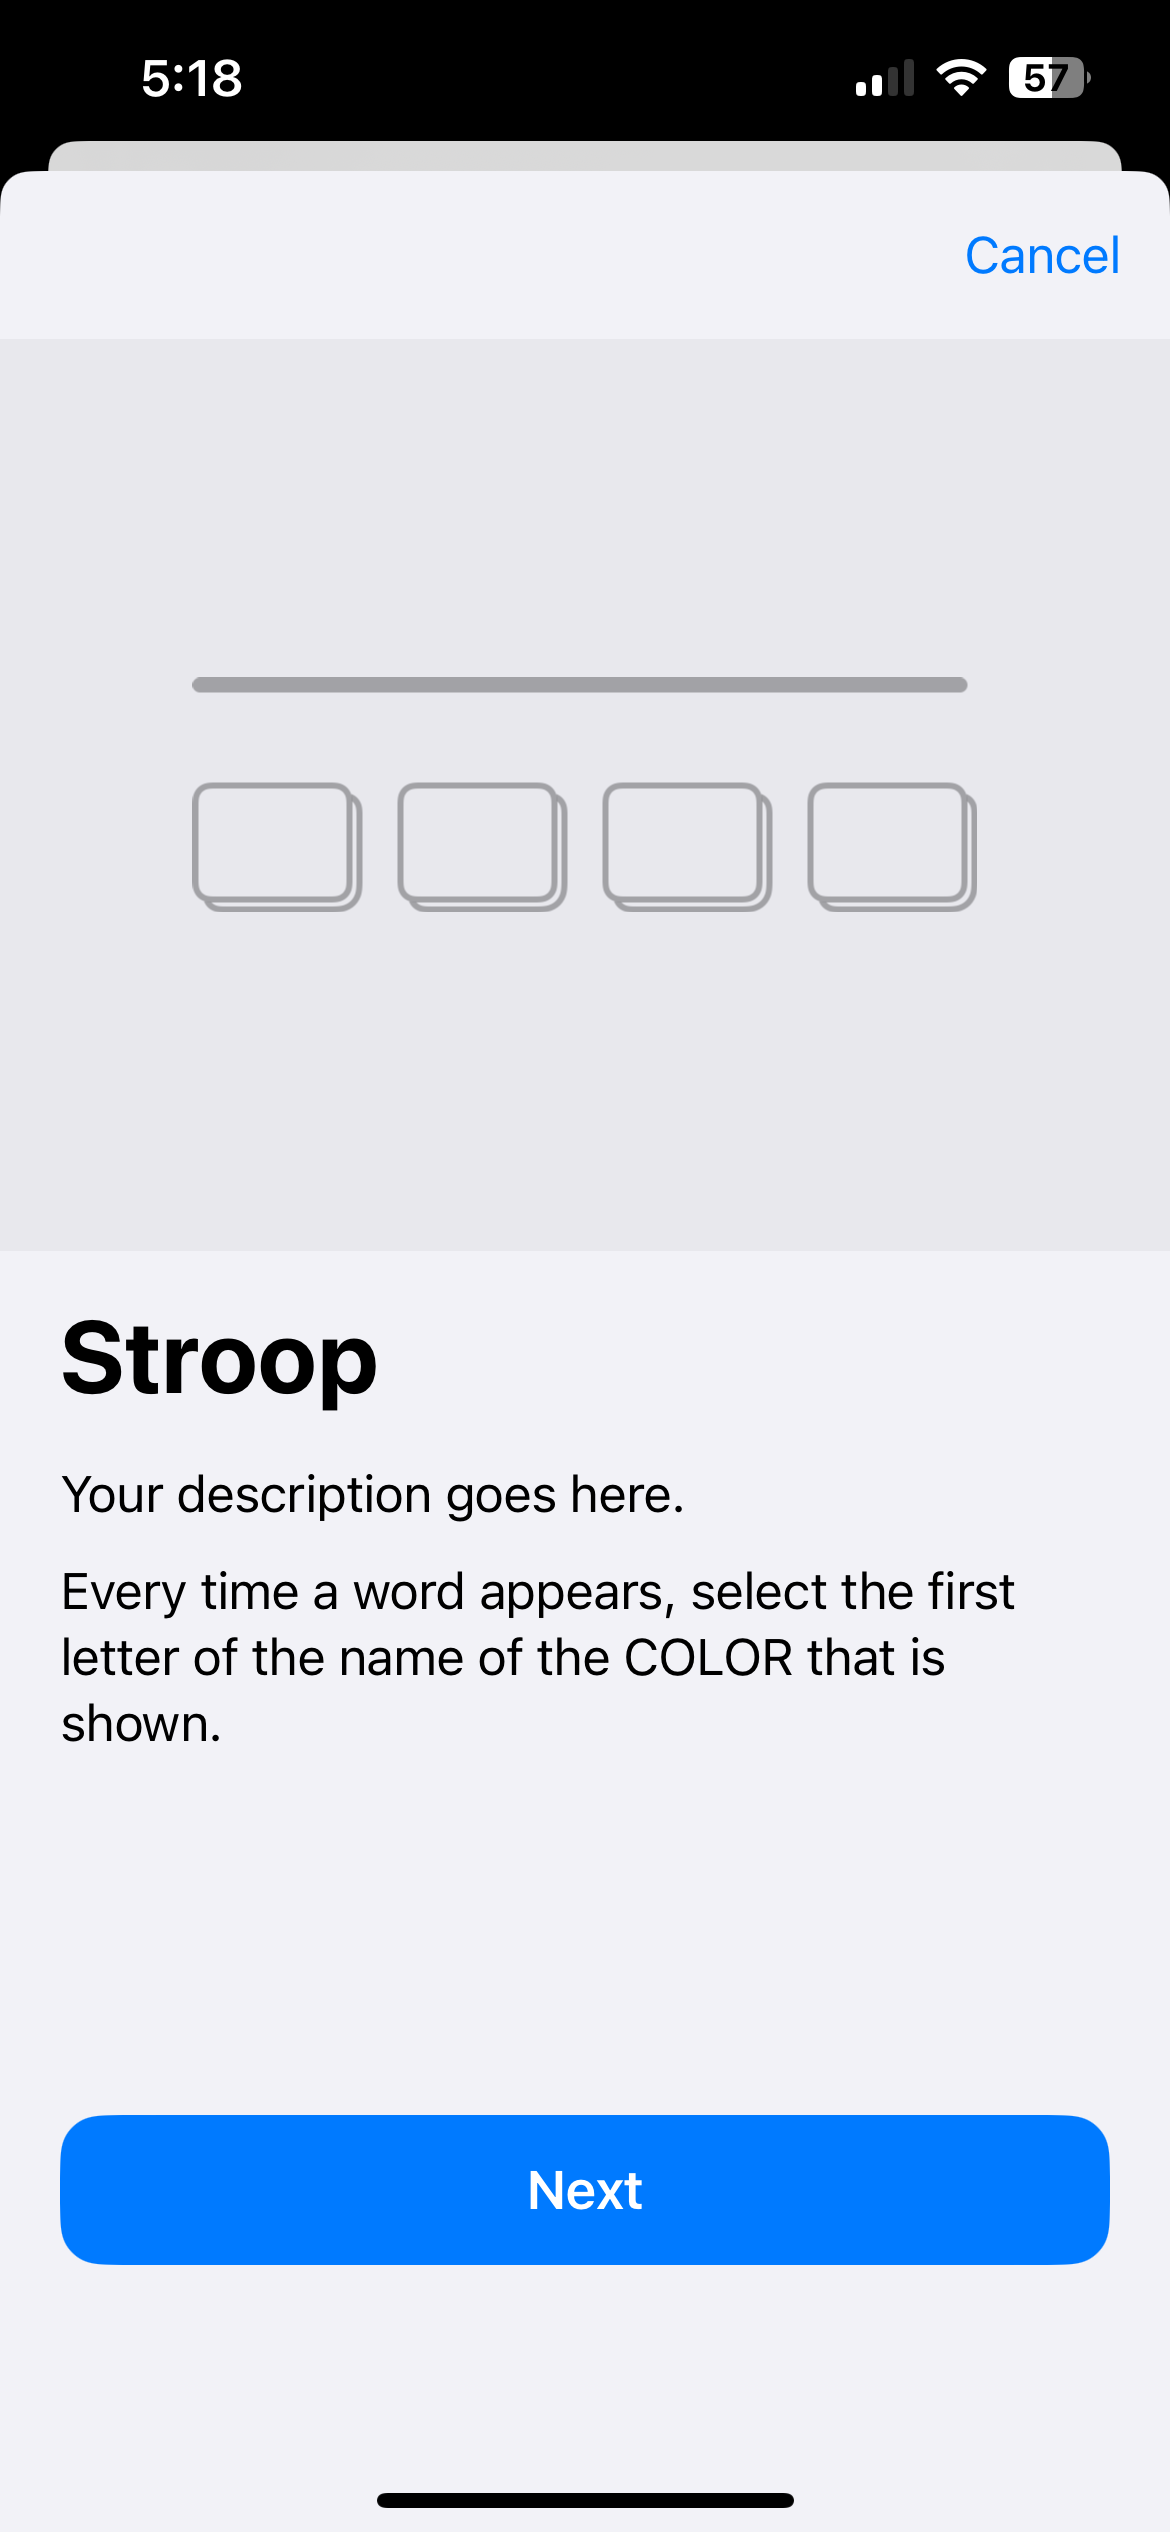 5:18
57
Cancel
Stroop
Your description goes here.
Every time a word appears, select the first
letter of the name of the COLOR that is
shown.
Next